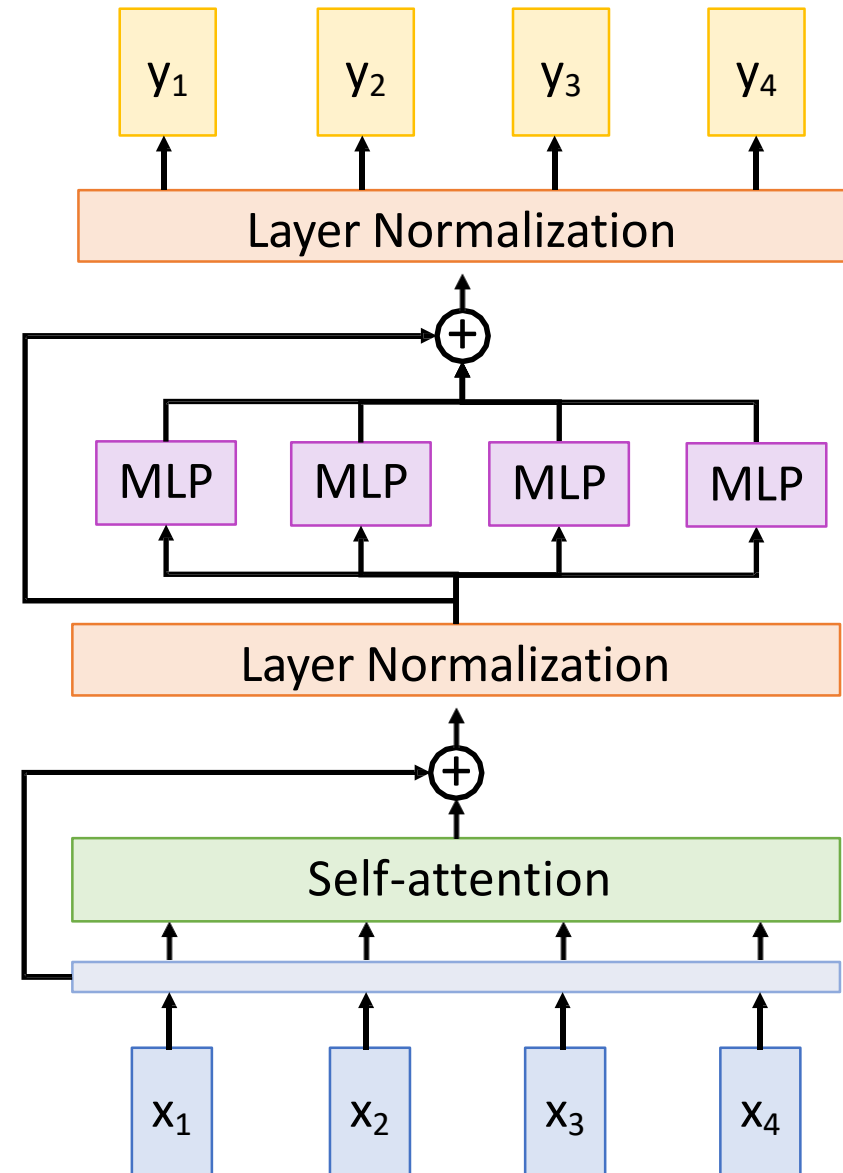 y₁ y₂ y₃ y₄
Layer Normalization
+
MLP MLP MLP MLP
Layer Normalization
+
Self-attention
x₁ x₂ x₃ x₄